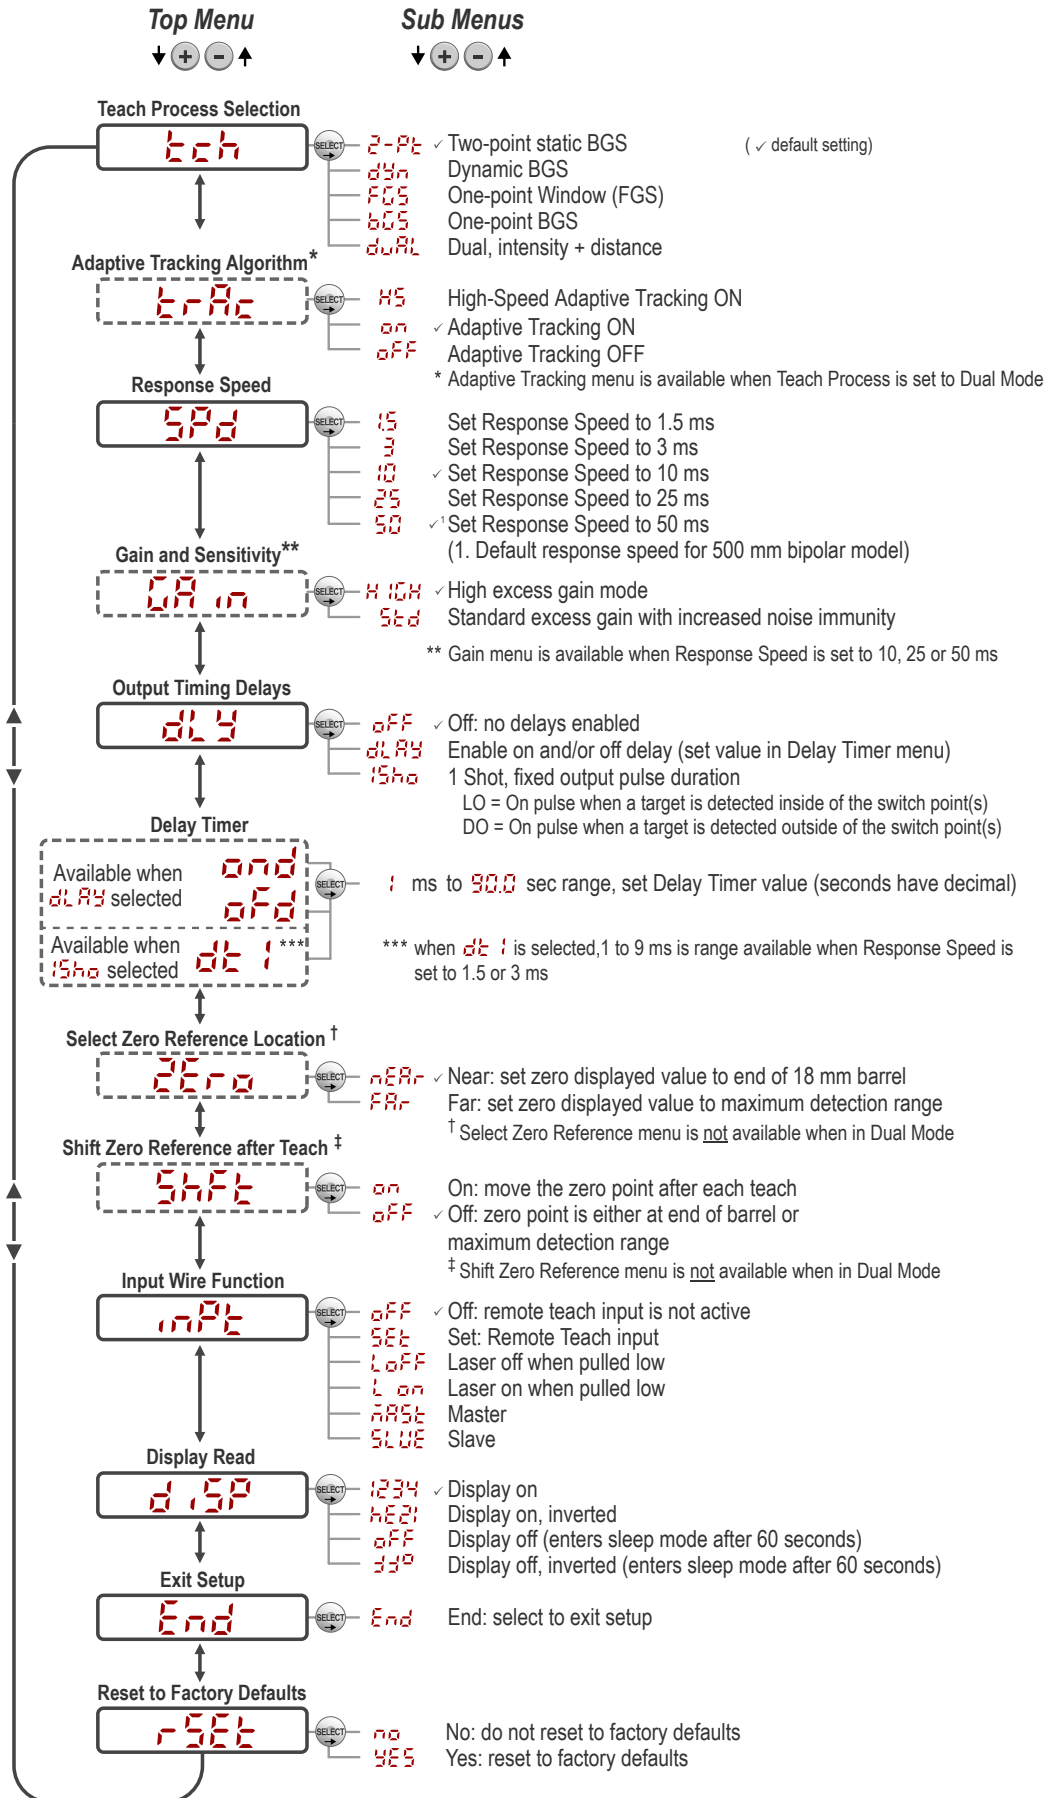 Top Menu Sub Menus
+ - + -
Teach Process Selection
tch SELECT 2-Pt ✓ Two-point static BGS ( ✓ default setting)
dYn Dynamic BGS
FGS One-point Window (FGS)
bGS One-point BGS
duAL Dual, intensity + distance
Adaptive Tracking Algorithm*
trAc SELECT HS High-Speed Adaptive Tracking ON
on ✓ Adaptive Tracking ON
oFF Adaptive Tracking OFF
* Adaptive Tracking menu is available when Teach Process is set to Dual Mode
Response Speed
SPd SELECT 1.5 Set Response Speed to 1.5 ms
3 Set Response Speed to 3 ms
10 ✓ Set Response Speed to 10 ms
25 Set Response Speed to 25 ms
50 ✓¹ Set Response Speed to 50 ms
(1. Default response speed for 500 mm bipolar model)
Gain and Sensitivity**
GAin SELECT HIGH ✓ High excess gain mode
Std Standard excess gain with increased noise immunity
** Gain menu is available when Response Speed is set to 10, 25 or 50 ms
Output Timing Delays
dLY SELECT oFF ✓ Off: no delays enabled
dLAY Enable on and/or off delay (set value in Delay Timer menu)
1Sho 1 Shot, fixed output pulse duration
LO = On pulse when a target is detected inside of the switch point(s)
DO = On pulse when a target is detected outside of the switch point(s)
Delay Timer
Available when dLAY selected ond oFd SELECT 1 ms to 90.0 sec range, set Delay Timer value (seconds have decimal)
Available when 1Sho selected dt1 ***
*** when dt1 is selected,1 to 9 ms is range available when Response Speed is
set to 1.5 or 3 ms
Select Zero Reference Location †
ZEro SELECT nEAr ✓ Near: set zero displayed value to end of 18 mm barrel
FAr Far: set zero displayed value to maximum detection range
† Select Zero Reference menu is not available when in Dual Mode
Shift Zero Reference after Teach ‡
ShFt SELECT on On: move the zero point after each teach
oFF ✓ Off: zero point is either at end of barrel or
maximum detection range
‡ Shift Zero Reference menu is not available when in Dual Mode
Input Wire Function
inPt SELECT oFF ✓ Off: remote teach input is not active
SEt Set: Remote Teach input
LoFF Laser off when pulled low
L on Laser on when pulled low
mASt Master
SLUE Slave
Display Read
diSP SELECT 1234 ✓ Display on
hEZI Display on, inverted
oFF Display off (enters sleep mode after 60 seconds)
JJo Display off, inverted (enters sleep mode after 60 seconds)
Exit Setup
End SELECT End End: select to exit setup
Reset to Factory Defaults
rSEt SELECT no No: do not reset to factory defaults
YES Yes: reset to factory defaults